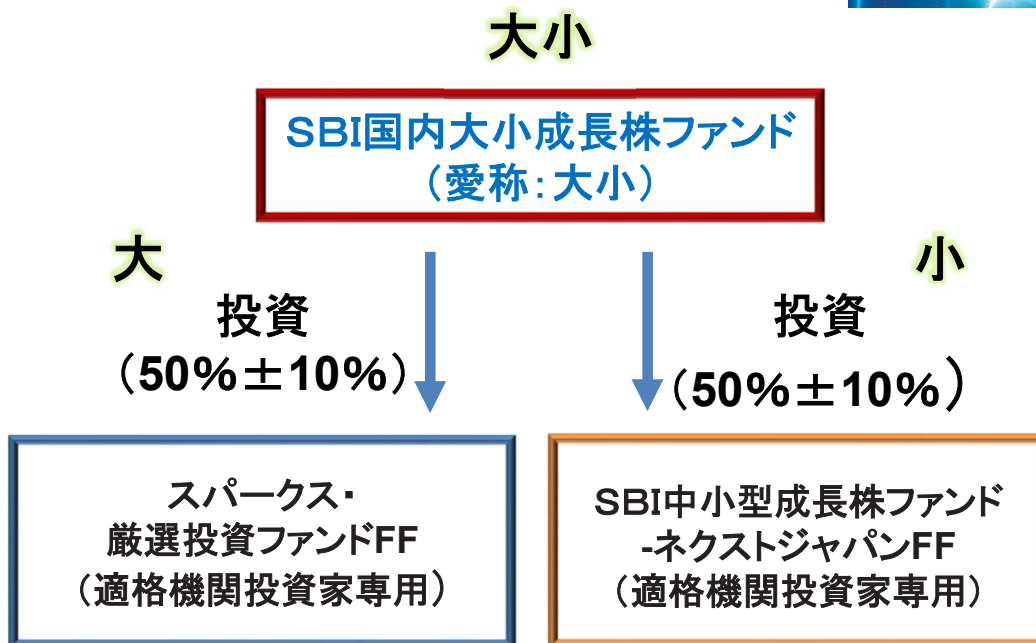 大小
SBI国内大小成長株ファンド
（愛称：大小）
大
小
投資
（50%±10%）
投資
（50%±10%）
スパークス・
厳選投資ファンドFF
（適格機関投資家専用）
SBI中小型成長株ファンド
-ネクストジャパンFF
（適格機関投資家専用）